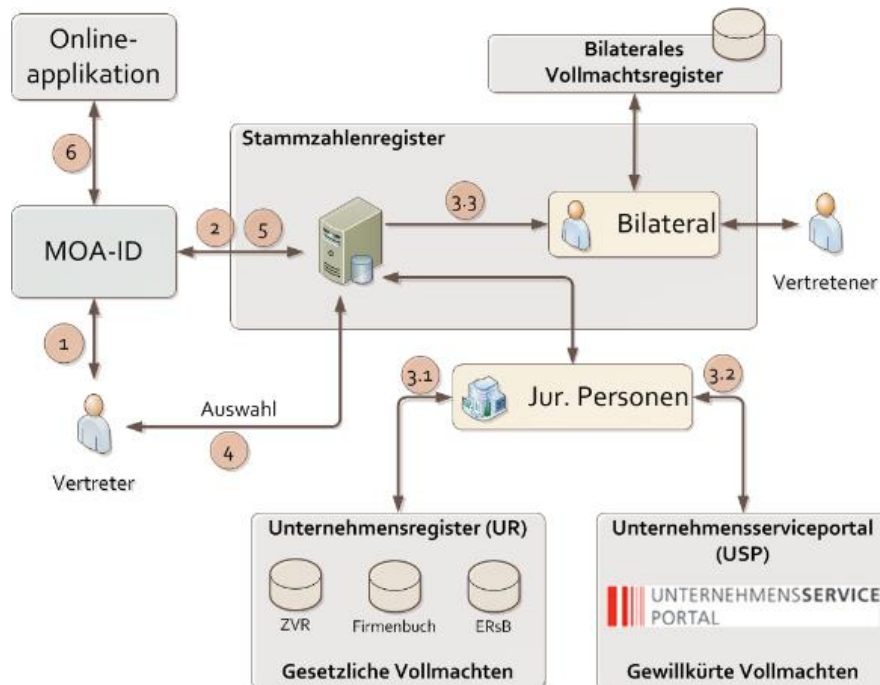 Online-
applikation
Bilaterales
Vollmachtsregister
Stammzahlenregister
6
3.3
MOA-ID
2
5
Bilateral
Vertretener
1
3.1
3.2
Jur. Personen
Auswahl
4
Vertreter
Unternehmensregister (UR)
ZVR
Firmenbuch
ERsB
Gesetzliche Vollmachten
Unternehmensserviceportal
(USP)
UNTERNEHMENSSERVICE
PORTAL
Gewillkürte Vollmachten